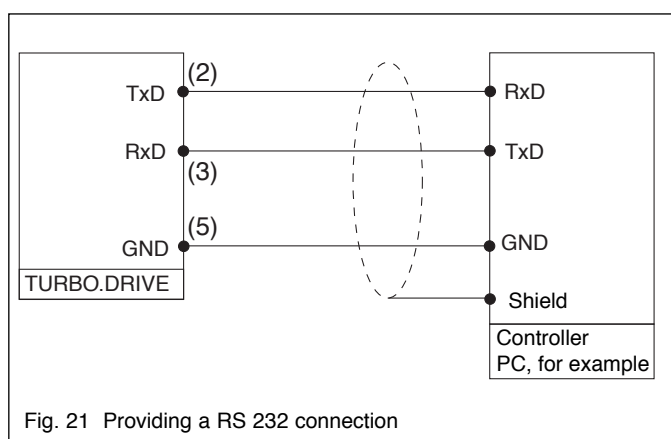 (2)
TxD
RxD
RxD
TxD
(3)
(5)
GND
GND
TURBO.DRIVE
Shield
Controller
PC, for example
Fig. 21 Providing a RS 232 connection